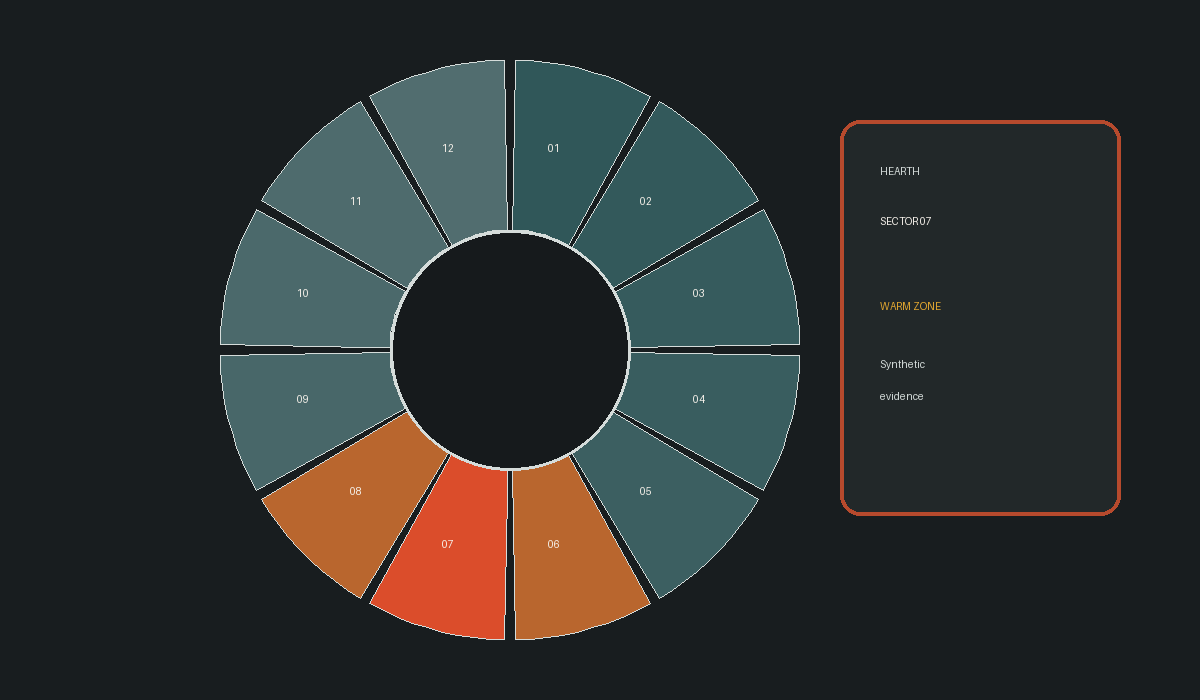 12
01
11
02
10
03
09
04
08
05
07
06
HEARTH
SECTOR07
WARM ZONE
Synthetic
evidence